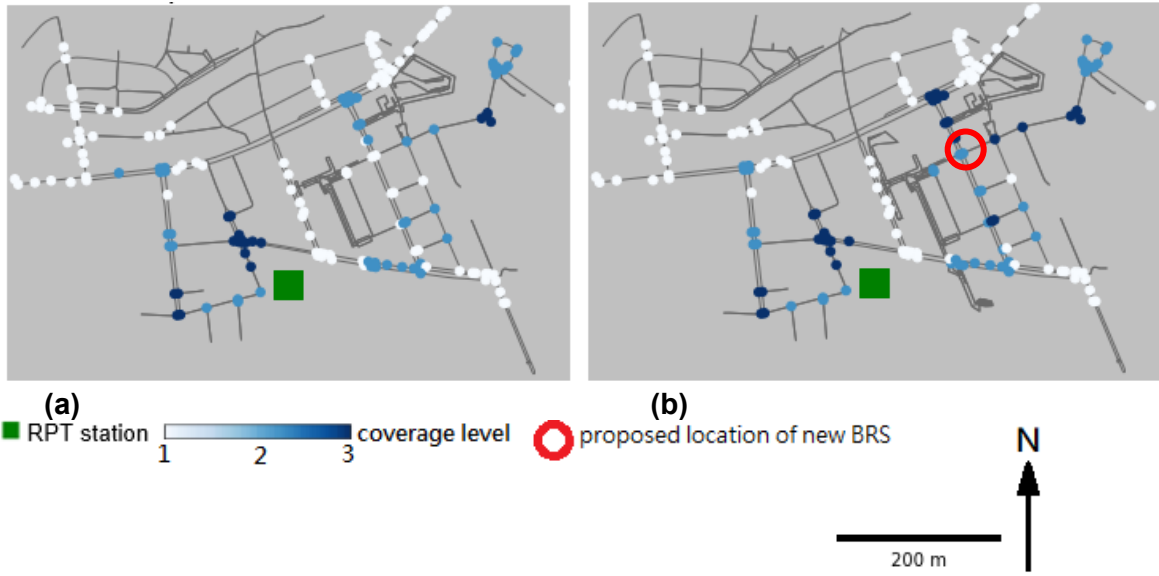 (a) (b)
RPT station coverage level proposed location of new BRS
1 2 3
N
200 m